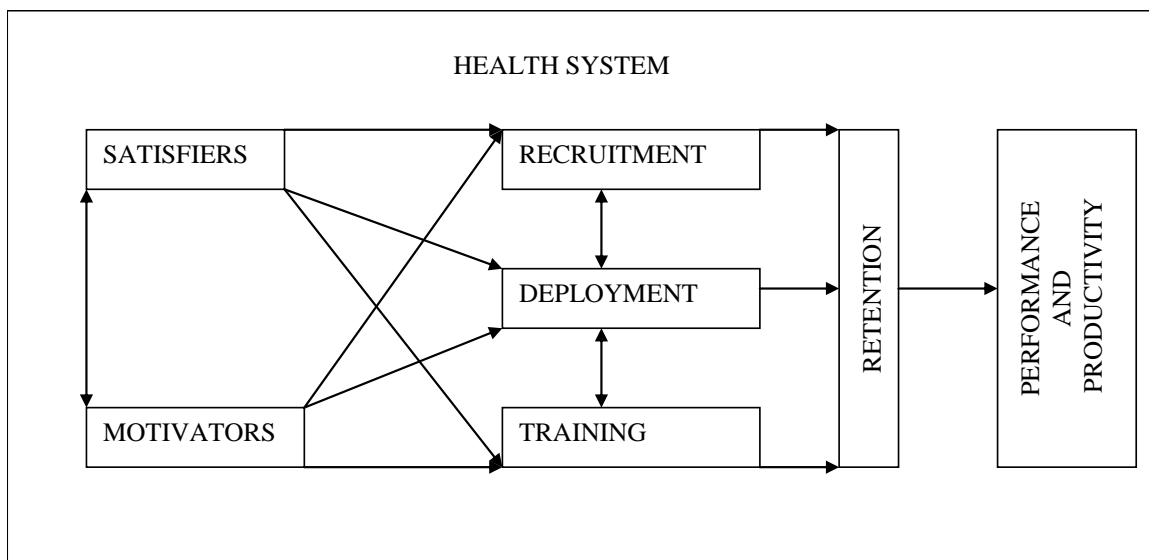 HEALTH SYSTEM
SATISFIERS
RECRUITMENT
DEPLOYMENT
MOTIVATORS
TRAINING
RETENTION
PERFORMANCE
AND
PRODUCTIVITY